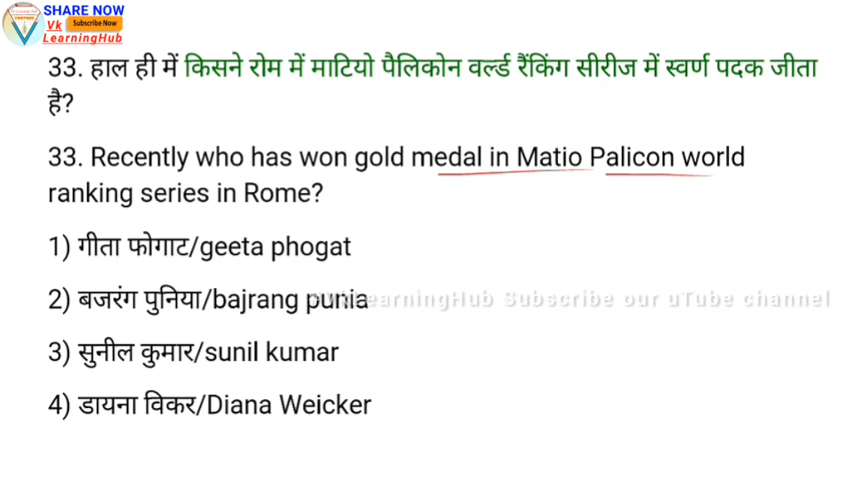 SHARE NOW
Vk Subscribe Now
LearningHub
33. हाल ही में किसने रोम में माटियो पैलिकोन वर्ल्ड रैंकिंग सीरीज में स्वर्ण पदक जीता
है?
33. Recently who has won gold medal in Matio Palicon world
ranking series in Rome?
1) गीता फोगाट/geeta phogat
2) बजरंग पुनिया/bajrang punia
LearningHub Subscribe our uTube channel
3) सुनील कुमार/sunil kumar
4) डायना विकर/Diana Weicker